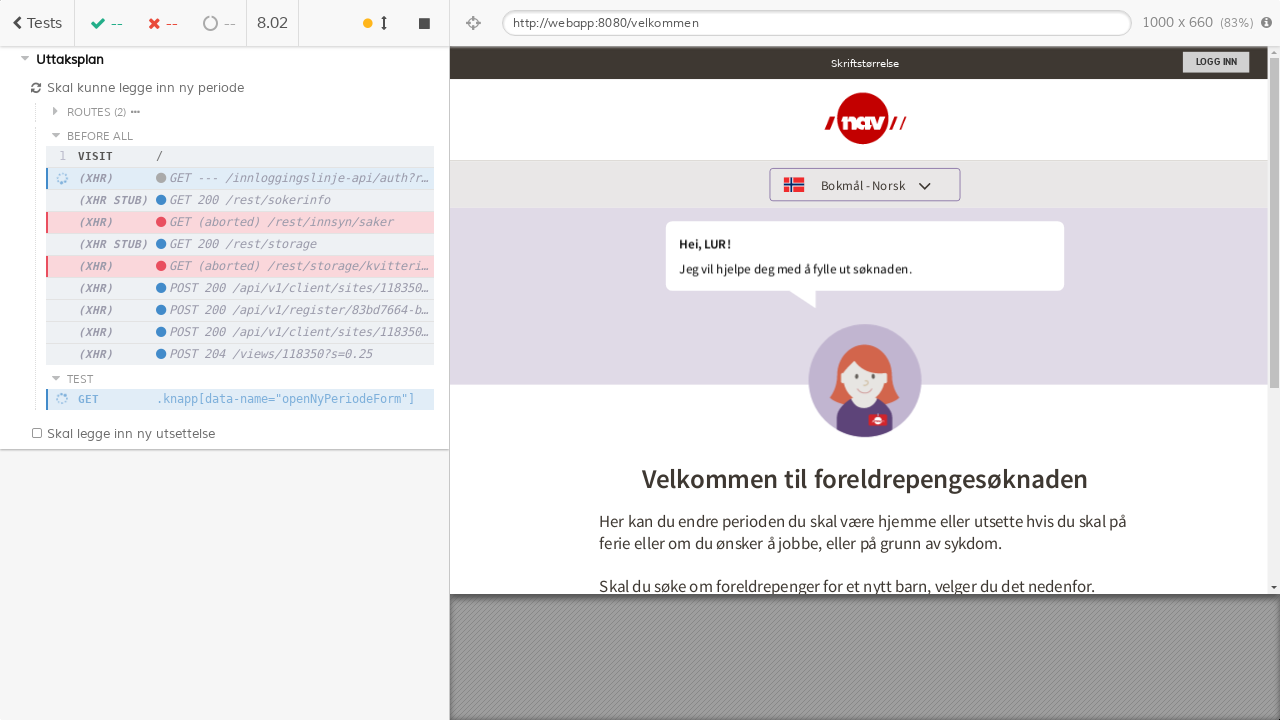 Tests
--
--
--
8.02
http://webapp:8080/velkommen
1000 x 660 (83%)
Uttaksplan
Skal kunne legge inn ny periode
ROUTES (2)
BEFORE ALL
1 VISIT /
(XHR) GET --- /innloggingslinje-api/auth?r…
(XHR STUB) GET 200 /rest/sokerinfo
(XHR) GET (aborted) /rest/innsyn/saker
(XHR STUB) GET 200 /rest/storage
(XHR) GET (aborted) /rest/storage/kvitteri…
(XHR) POST 200 /api/v1/client/sites/118350…
(XHR) POST 200 /api/v1/register/83bd7664-b…
(XHR) POST 200 /api/v1/client/sites/118350…
(XHR) POST 204 /views/118350?s=0.25
TEST
GET .knapp[data-name="openNyPeriodeForm"]
Skal legge inn ny utsettelse
Skriftstørrelse
LOGG INN
nav
Bokmål - Norsk
Hei, LUR!
Jeg vil hjelpe deg med å fylle ut søknaden.
Velkommen til foreldrepengesøknaden
Her kan du endre perioden du skal være hjemme eller utsette hvis du skal på
ferie eller om du ønsker å jobbe, eller på grunn av sykdom.
Skal du søke om foreldrepenger for et nytt barn, velger du det nedenfor.